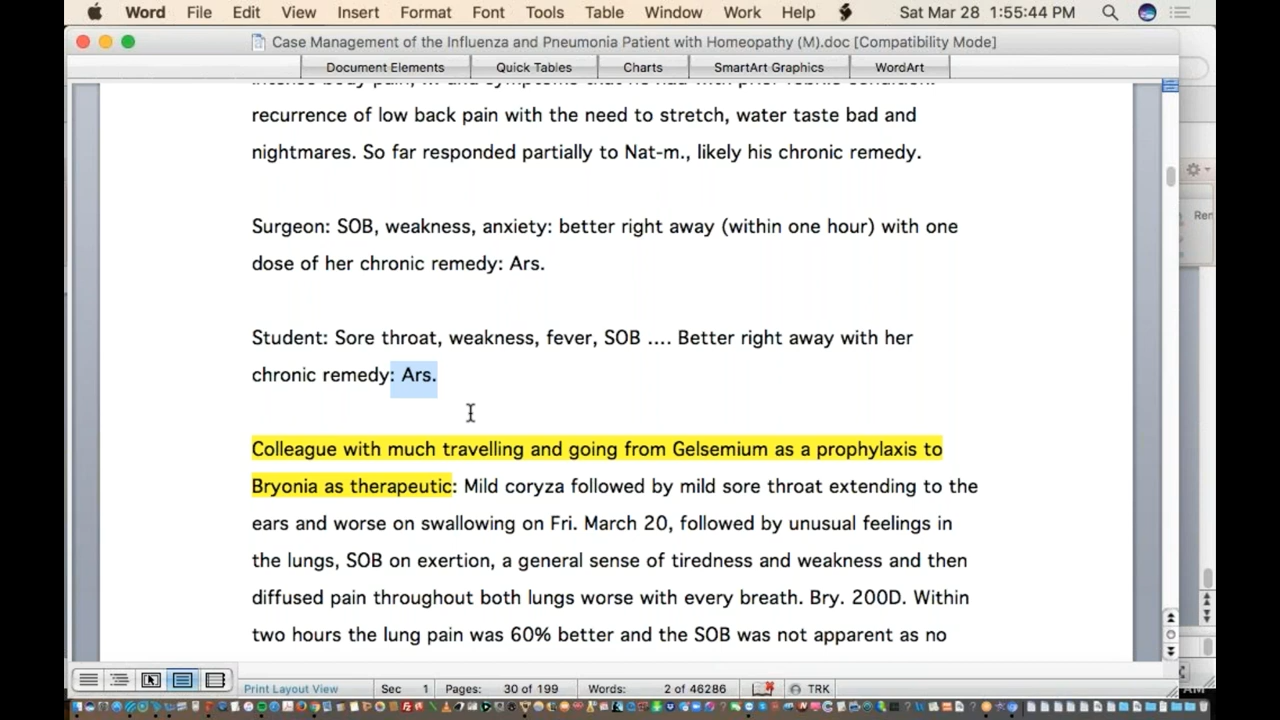 Word File Edit View Insert Format Font Tools Table Window Work Help Sat Mar 28 1:55:44 PM
Case Management of the Influenza and Pneumonia Patient with Homeopathy (M).doc [Compatibility Mode]
Document Elements Quick Tables Charts SmartArt Graphics WordArt
recurrence of low back pain with the need to stretch, water taste bad and
nightmares. So far responded partially to Nat-m., likely his chronic remedy.
Surgeon: SOB, weakness, anxiety: better right away (within one hour) with one
dose of her chronic remedy: Ars.
Student: Sore throat, weakness, fever, SOB .... Better right away with her
chronic remedy: Ars.
Colleague with much travelling and going from Gelsemium as a prophylaxis to
Bryonia as therapeutic: Mild coryza followed by mild sore throat extending to the
ears and worse on swallowing on Fri. March 20, followed by unusual feelings in
the lungs, SOB on exertion, a general sense of tiredness and weakness and then
diffused pain throughout both lungs worse with every breath. Bry. 200D. Within
two hours the lung pain was 60% better and the SOB was not apparent as no
Print Layout View Sec 1 Pages: 30 of 199 Words: 2 of 46286 TRK